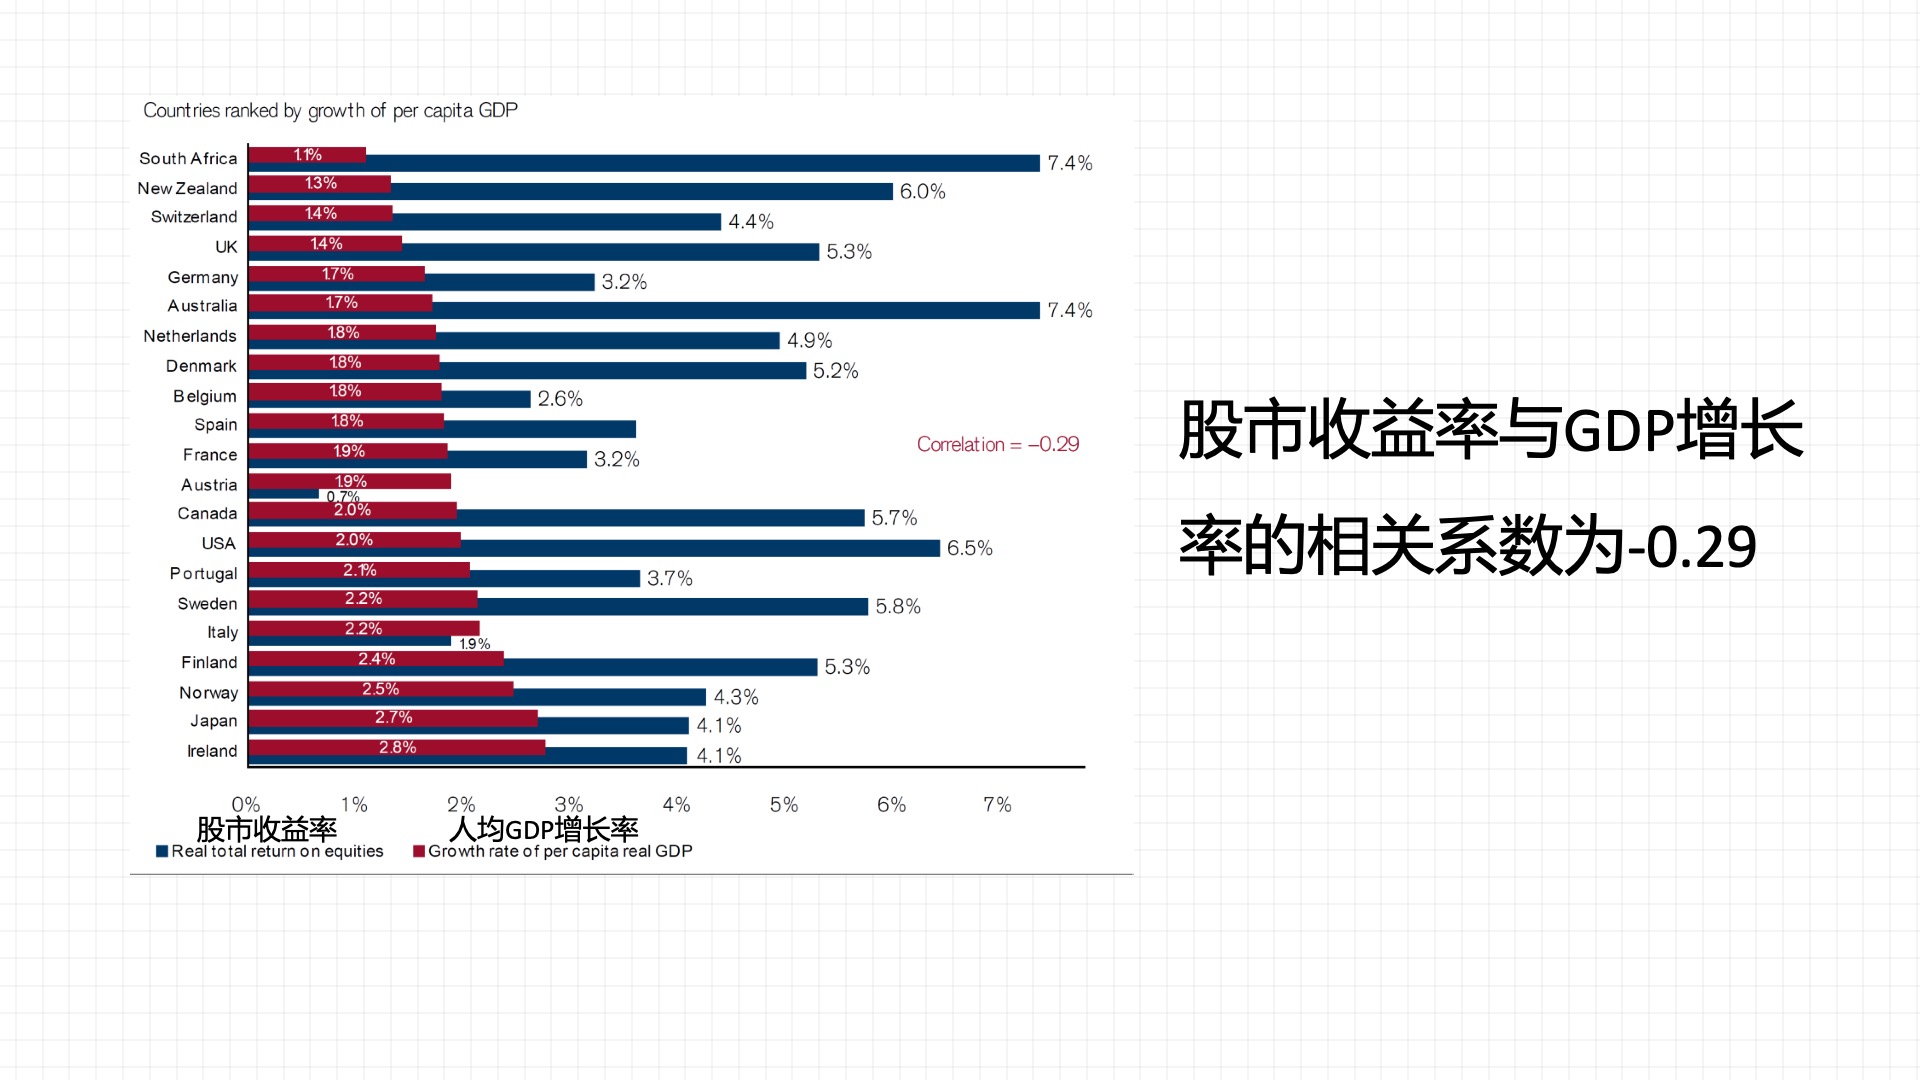 Countries ranked by growth of per capita GDP
South Africa 1.1% 7.4%
New Zealand 1.3% 6.0%
Switzerland 1.4% 4.4%
UK 1.4% 5.3%
Germany 1.7% 3.2%
Australia 1.7% 7.4%
Netherlands 1.8% 4.9%
Denmark 1.8% 5.2%
Belgium 1.8% 2.6%
Spain 1.8%
France 1.9% 3.2%
Austria 1.9% 0.7%
Canada 2.0% 5.7%
USA 2.0% 6.5%
Portugal 2.1% 3.7%
Sweden 2.2% 5.8%
Italy 2.2% 1.9%
Finland 2.4% 5.3%
Norway 2.5% 4.3%
Japan 2.7% 4.1%
Ireland 2.8% 4.1%
Correlation = −0.29
0% 1% 2% 3% 4% 5% 6% 7%
股市收益率 人均GDP增长率
Real total return on equities Growth rate of per capita real GDP
股市收益率与GDP增长
率的相关系数为-0.29